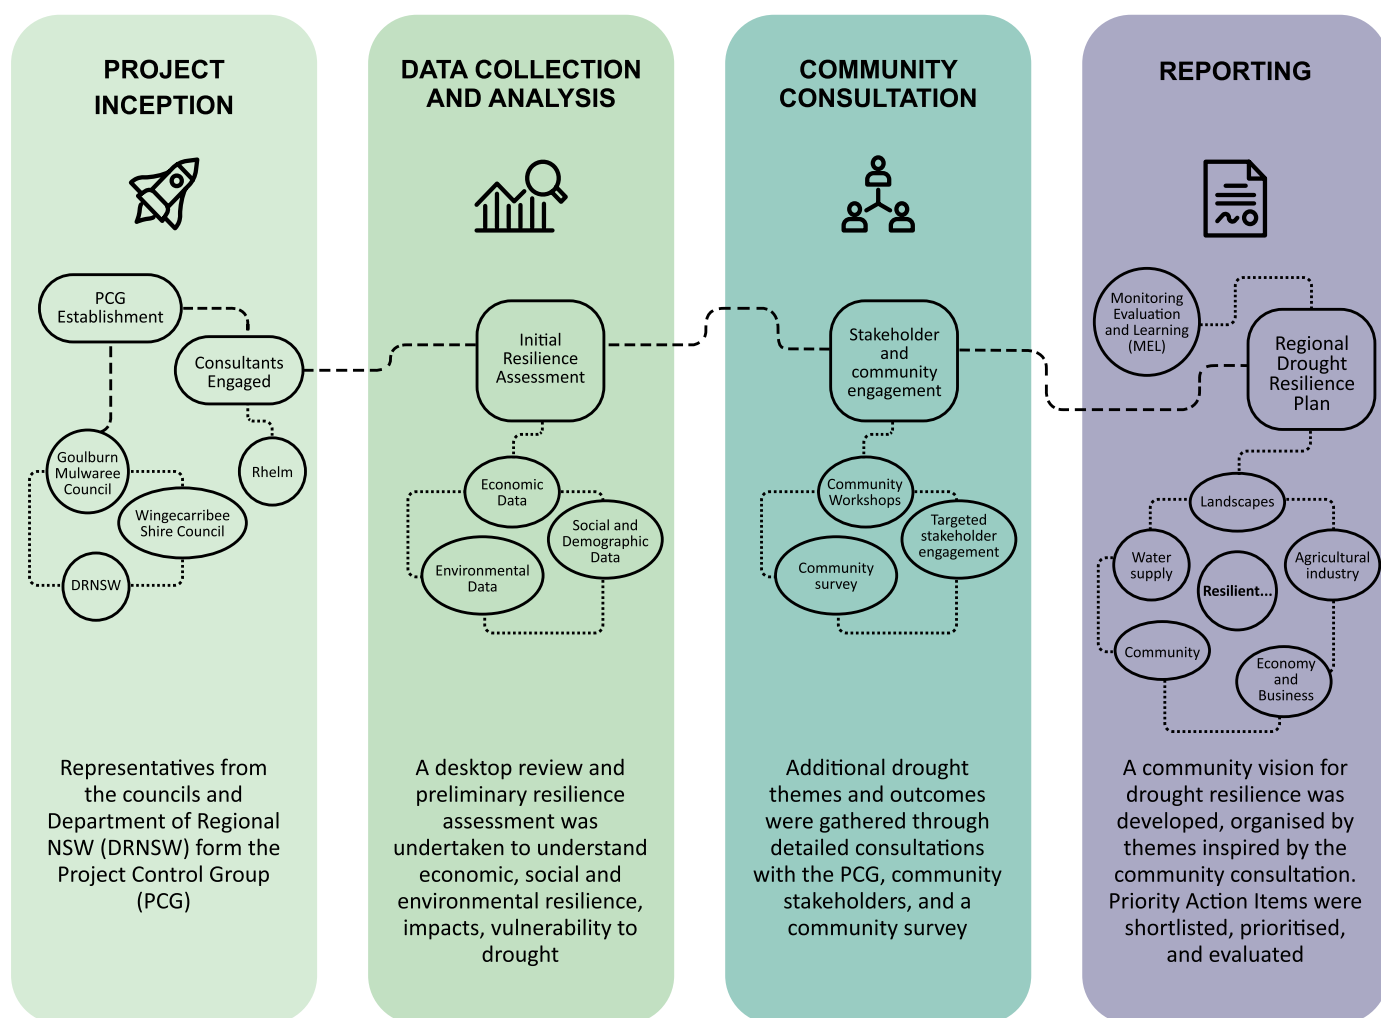 PROJECT
INCEPTION
PCG
Establishment
Consultants
Engaged
Goulburn
Mulwaree
Council
Rhelm
Wingecarribee
Shire Council
DRNSW
Representatives from
the councils and
Department of Regional
NSW (DRNSW) form the
Project Control Group
(PCG)
DATA COLLECTION
AND ANALYSIS
Initial
Resilience
Assessment
Economic
Data
Social and
Demographic
Data
Environmental
Data
A desktop review and
preliminary resilience
assessment was
undertaken to understand
economic, social and
environmental resilience,
impacts, vulnerability to
drought
COMMUNITY
CONSULTATION
Stakeholder
and
community
engagement
Community
Workshops
Targeted
stakeholder
engagement
Community
survey
Additional drought
themes and outcomes
were gathered through
detailed consultations
with the PCG, community
stakeholders, and a
community survey
REPORTING
Monitoring
Evaluation
and Learning
(MEL)
Regional
Drought
Resilience
Plan
Landscapes
Water
supply
Agricultural
industry
Resilient...
Community
Economy
and
Business
A community vision for
drought resilience was
developed, organised by
themes inspired by the
community consultation.
Priority Action Items were
shortlisted, prioritised,
and evaluated